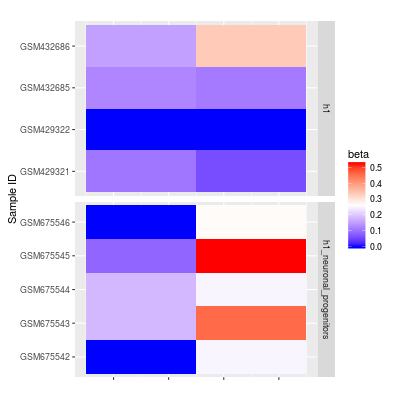 GSM432686
GSM432685
GSM429322
GSM429321
h1
GSM675546
GSM675545
GSM675544
GSM675543
GSM675542
h1_neuronal_progenitors
Sample ID
beta
0.5
0.4
0.3
0.2
0.1
0.0